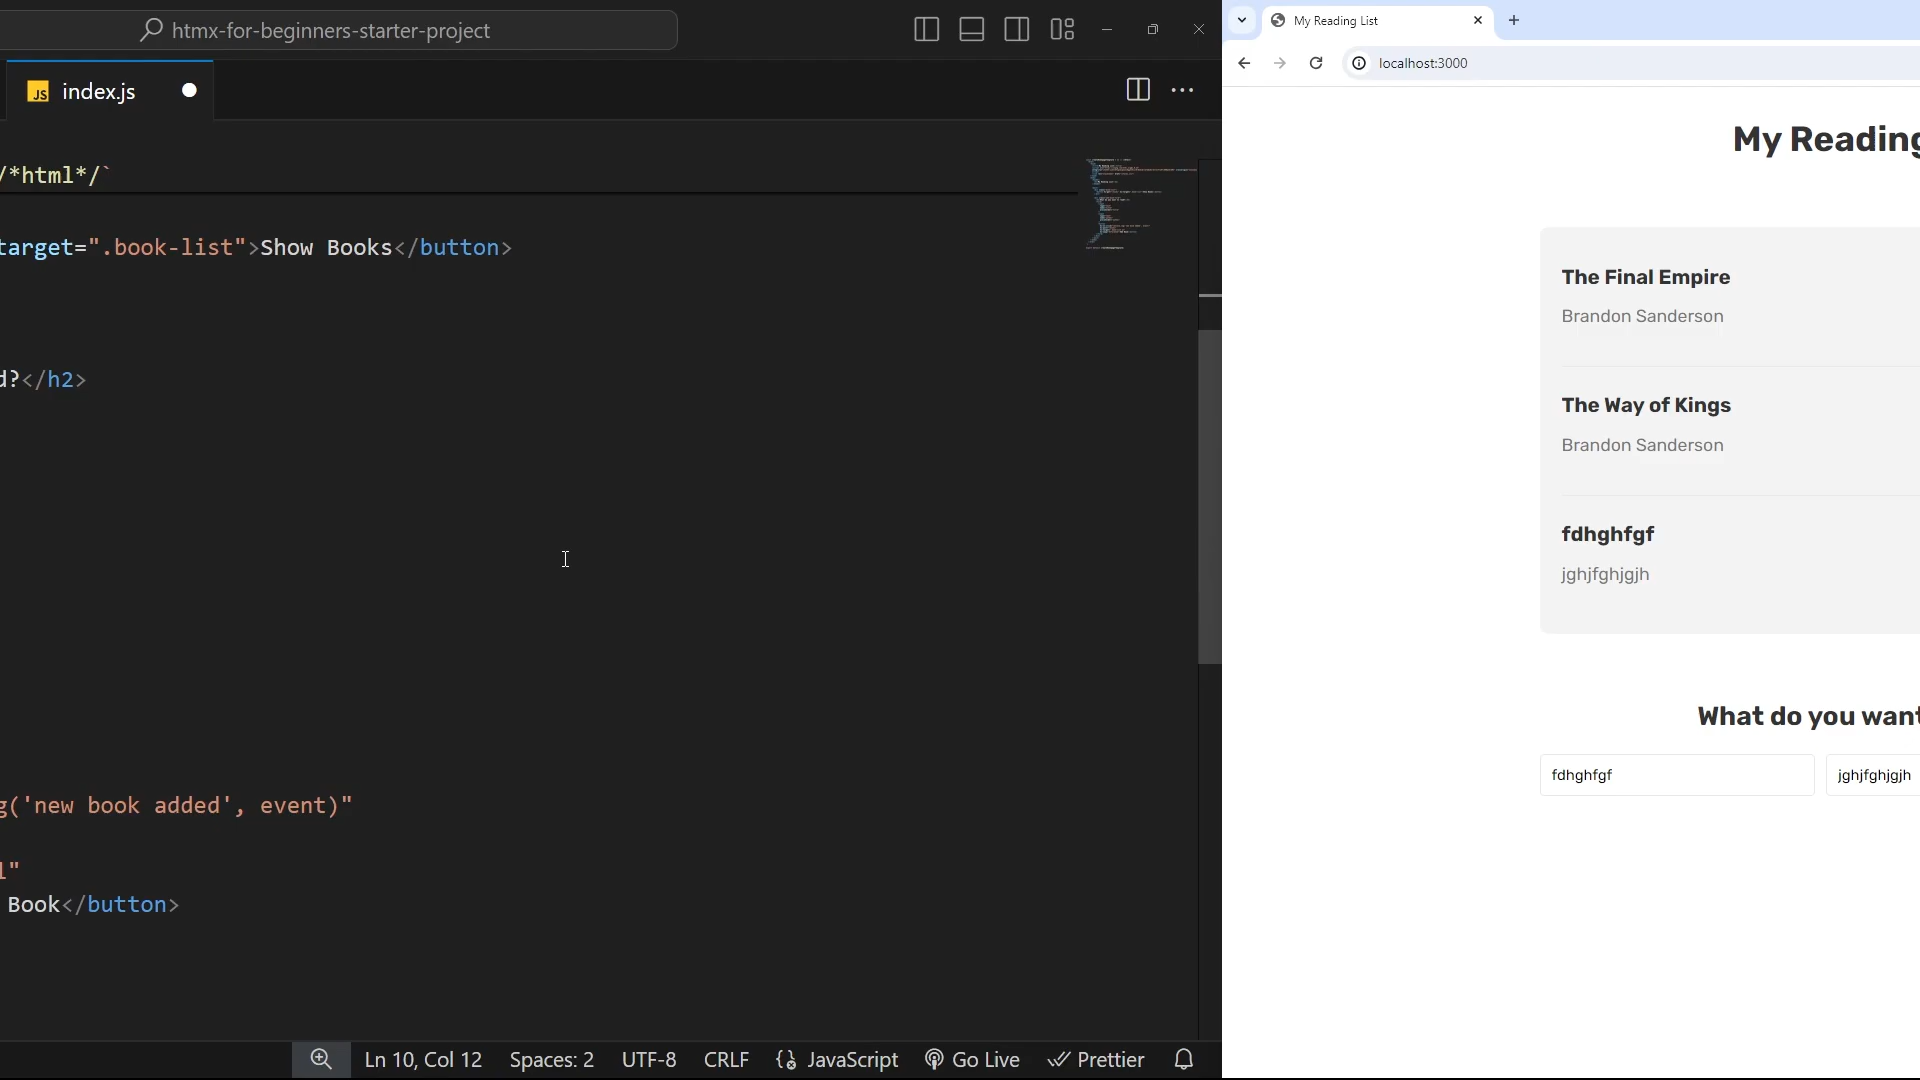 htmx-for-beginners-starter-project
JS index.js
/*html*/`
target=".book-list">Show Books</button>
d?</h2>
g('new book added', event)"
l"
Book</button>
Ln 10, Col 12 Spaces: 2 UTF-8 CRLF JavaScript Go Live Prettier
My Reading List
localhost:3000
My Reading
The Final Empire
Brandon Sanderson
The Way of Kings
Brandon Sanderson
fdhghfgf
jghjfghjgjh
What do you want
fdhghfgf jghjfghjgjh